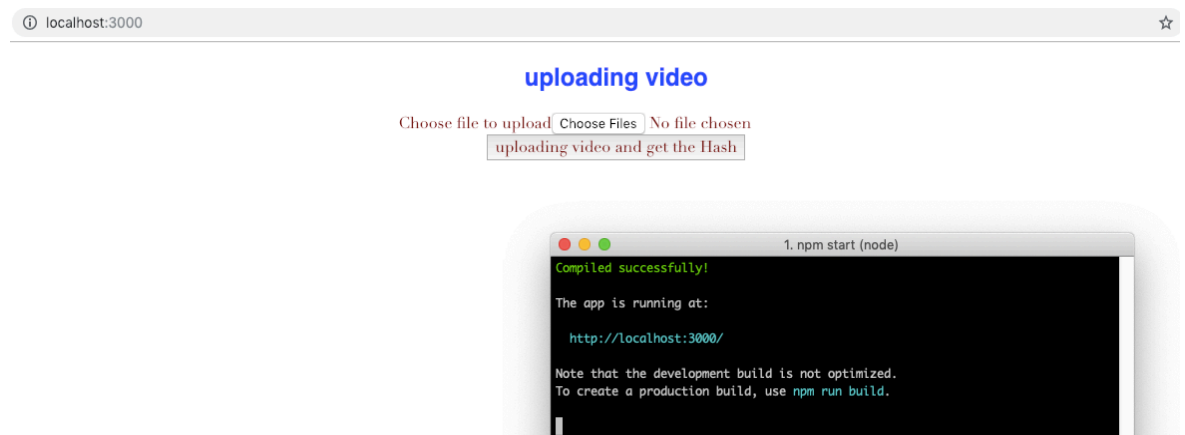 localhost:3000
uploading video
Choose file to upload Choose Files No file chosen
uploading video and get the Hash
1. npm start (node)
Compiled successfully!
The app is running at:
http://localhost:3000/
Note that the development build is not optimized.
To create a production build, use npm run build.